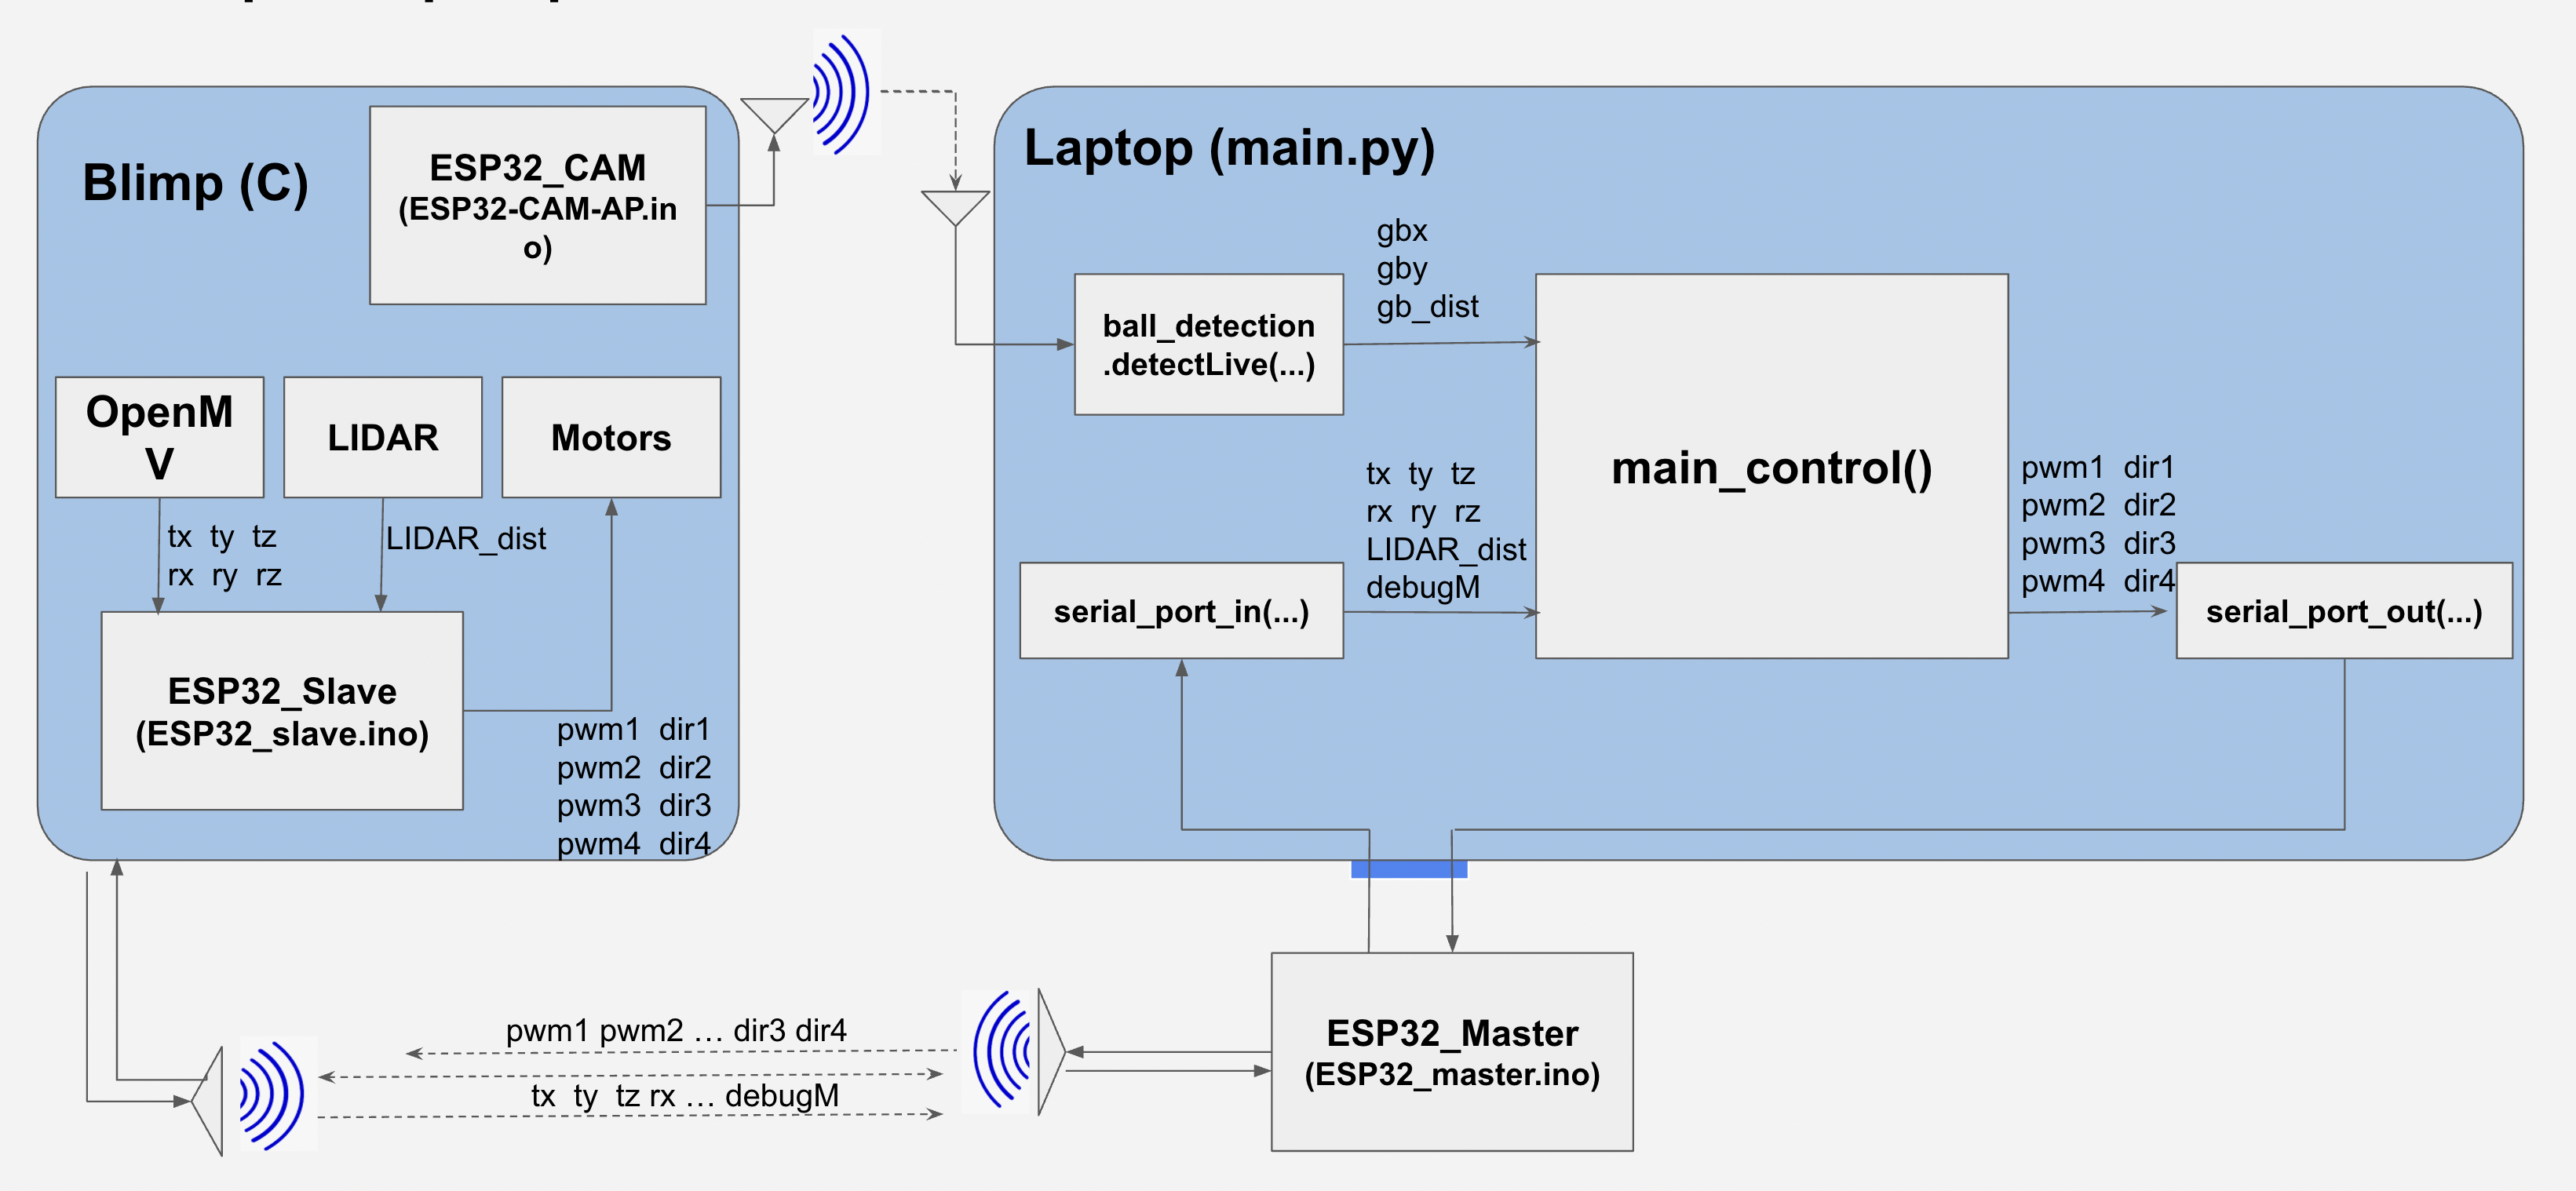 Blimp (C)
ESP32_CAM
(ESP32-CAM-AP.in
o)
OpenM
V
LIDAR
Motors
tx ty tz
rx ry rz
LIDAR_dist
ESP32_Slave
(ESP32_slave.ino)
pwm1 dir1
pwm2 dir2
pwm3 dir3
pwm4 dir4
Laptop (main.py)
ball_detection
.detectLive(...)
gbx
gby
gb_dist
main_control()
serial_port_in(...)
tx ty tz
rx ry rz
LIDAR_dist
debugM
pwm1 dir1
pwm2 dir2
pwm3 dir3
pwm4 dir4
serial_port_out(...)
pwm1 pwm2 … dir3 dir4
tx ty tz rx … debugM
ESP32_Master
(ESP32_master.ino)